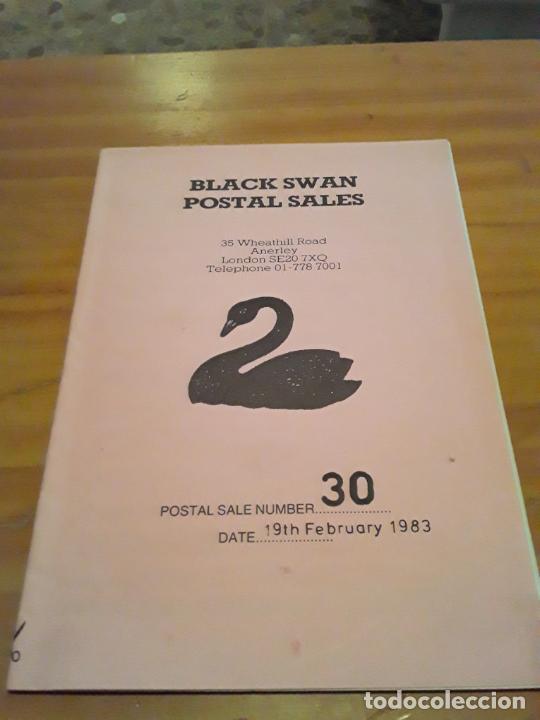 BLACK SWAN
POSTAL SALES
35 Wheathill Road
Anerley
London SE20 7XQ
Telephone 01-778 7001
POSTAL SALE NUMBER......................30
DATE......................19th February 1983
todocoleccion